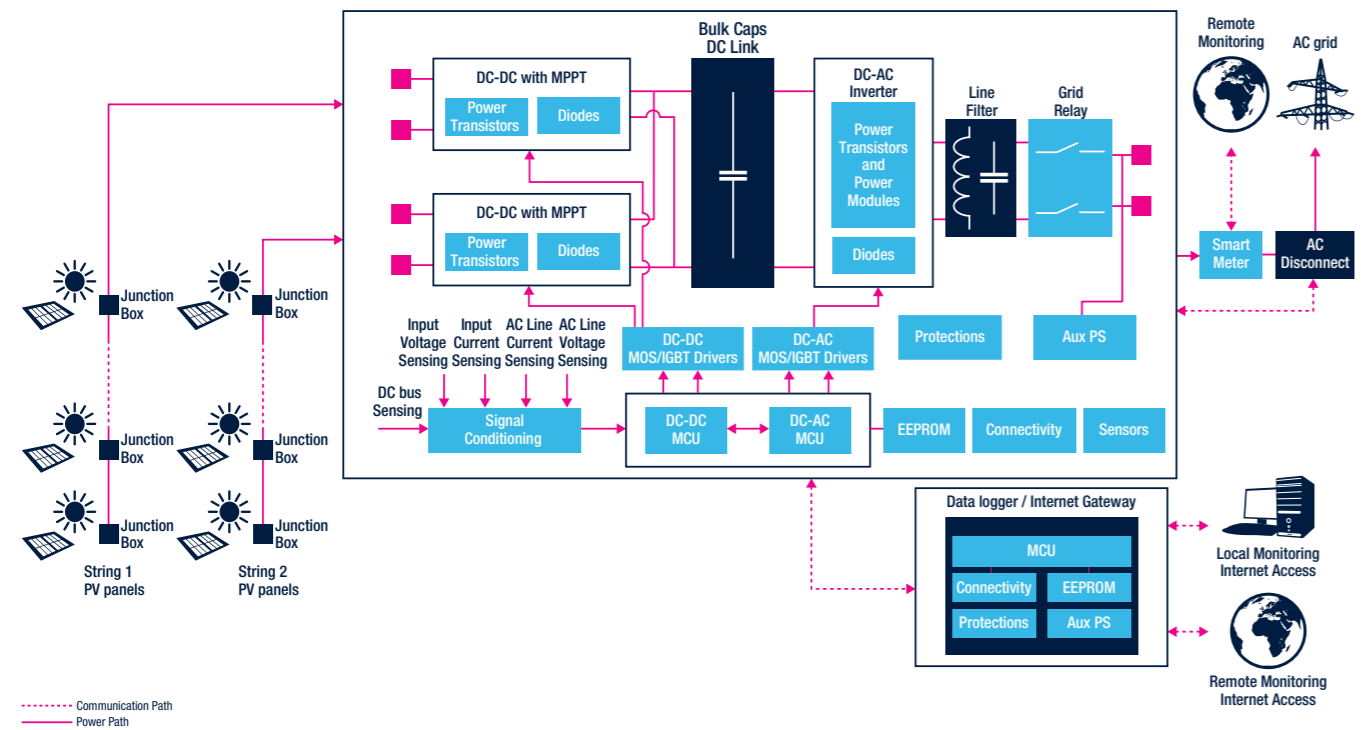 Bulk Caps
DC Link
Remote
Monitoring
AC grid
DC-DC with MPPT
Power
Transistors
Diodes
DC-AC
Inverter
Power
Transistors
and
Power
Modules
Diodes
Line
Filter
Grid
Relay
DC-DC with MPPT
Power
Transistors
Diodes
Smart
Meter
AC
Disconnect
Junction
Box
Junction
Box
Input
Voltage
Sensing
Input
Current
Sensing
AC Line
Current
Sensing
AC Line
Voltage
Sensing
DC-DC
MOS/IGBT Drivers
DC-AC
MOS/IGBT Drivers
Protections
Aux PS
DC bus
Sensing
Signal
Conditioning
DC-DC
MCU
DC-AC
MCU
EEPROM
Connectivity
Sensors
Junction
Box
Junction
Box
Junction
Box
Junction
Box
String 1
PV panels
String 2
PV panels
Data logger / Internet Gateway
MCU
Connectivity
EEPROM
Protections
Aux PS
Local Monitoring
Internet Access
Remote Monitoring
Internet Access
Communication Path
Power Path